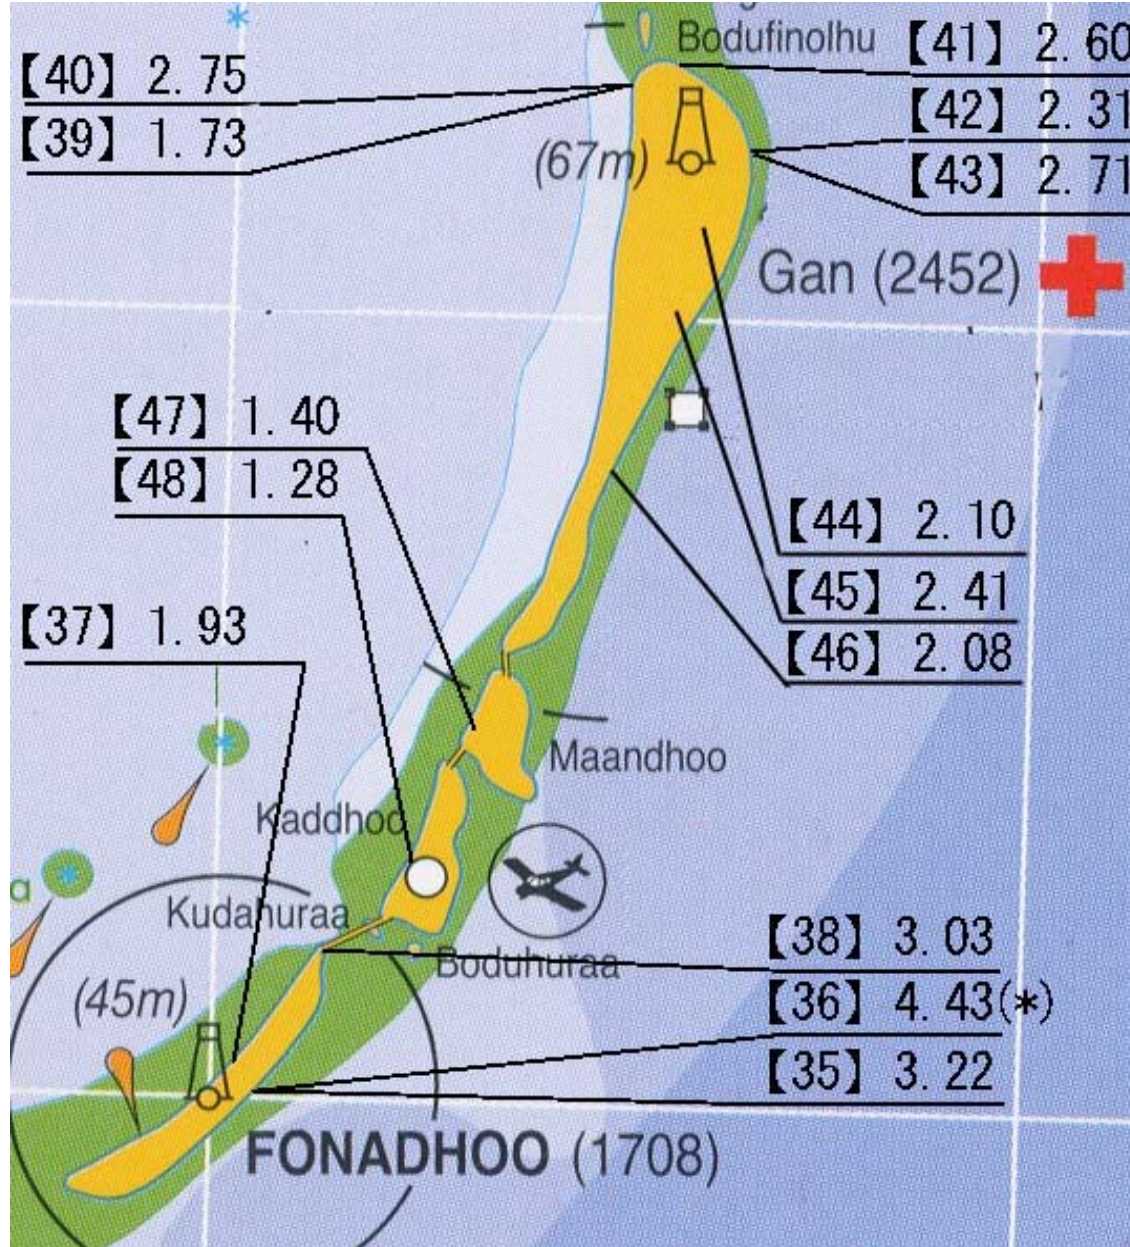 Bodufinolhu
【41】 2.60
【40】 2.75
【42】 2.31
【39】 1.73
(67m)
【43】 2.71
Gan (2452)
【47】 1.40
【48】 1.28
【44】 2.10
【45】 2.41
【37】 1.93
【46】 2.08
Maandhoo
Kaddhoo
a
Kudahuraa
【38】 3.03
Boduhuraa
(45m)
【36】 4.43(*)
【35】 3.22
FONADHOO (1708)